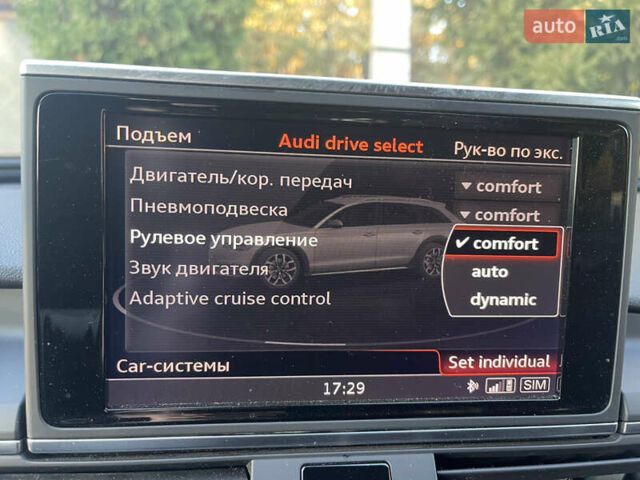 auto RIA
.com
Подъем Audi drive select Рук-во по экс.
Двигатель/кор. передач comfort
Пневмоподвеска comfort
Рулевое управление ✔ comfort
Звук двигателя auto
Adaptive cruise control dynamic
Car-системы Set individual
17:29 SIM